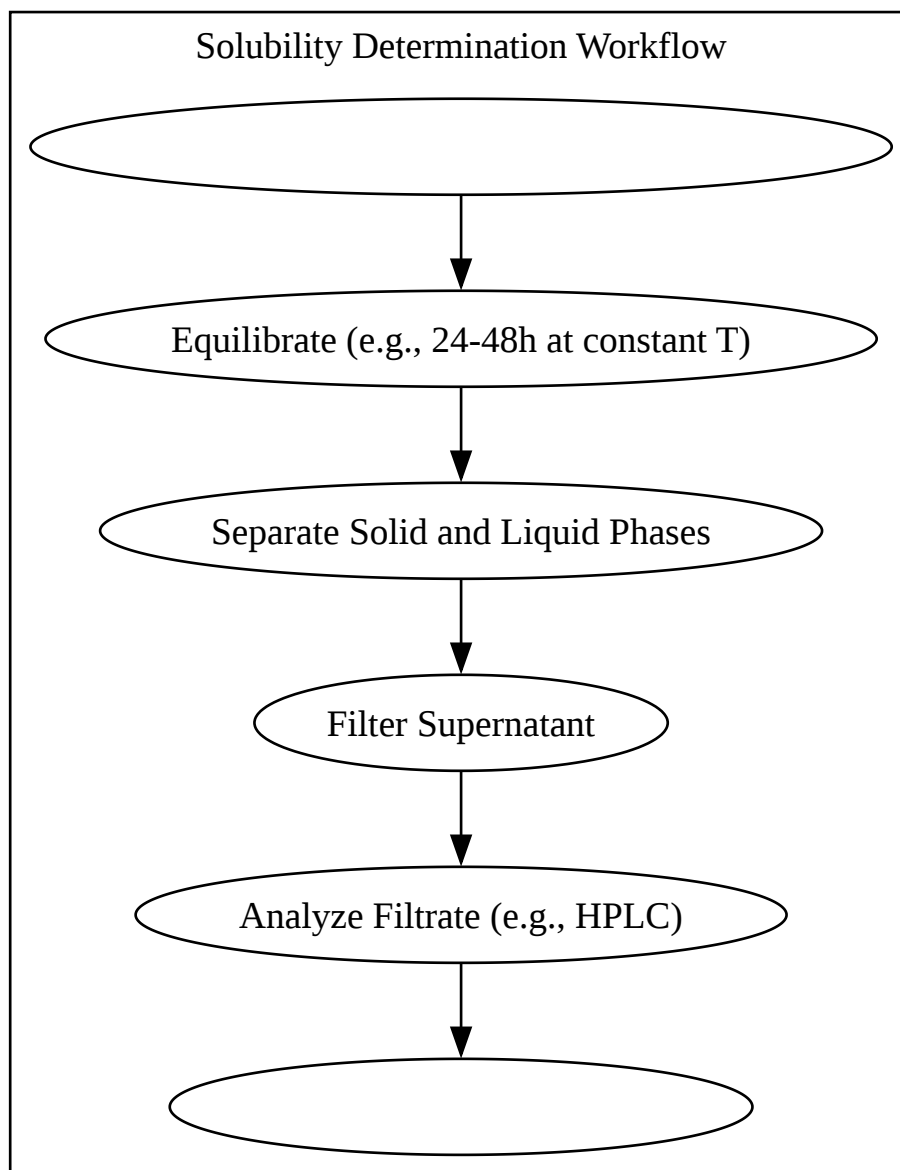 Solubility Determination Workflow
Equilibrate (e.g., 24-48h at constant T)
Separate Solid and Liquid Phases
Filter Supernatant
Analyze Filtrate (e.g., HPLC)